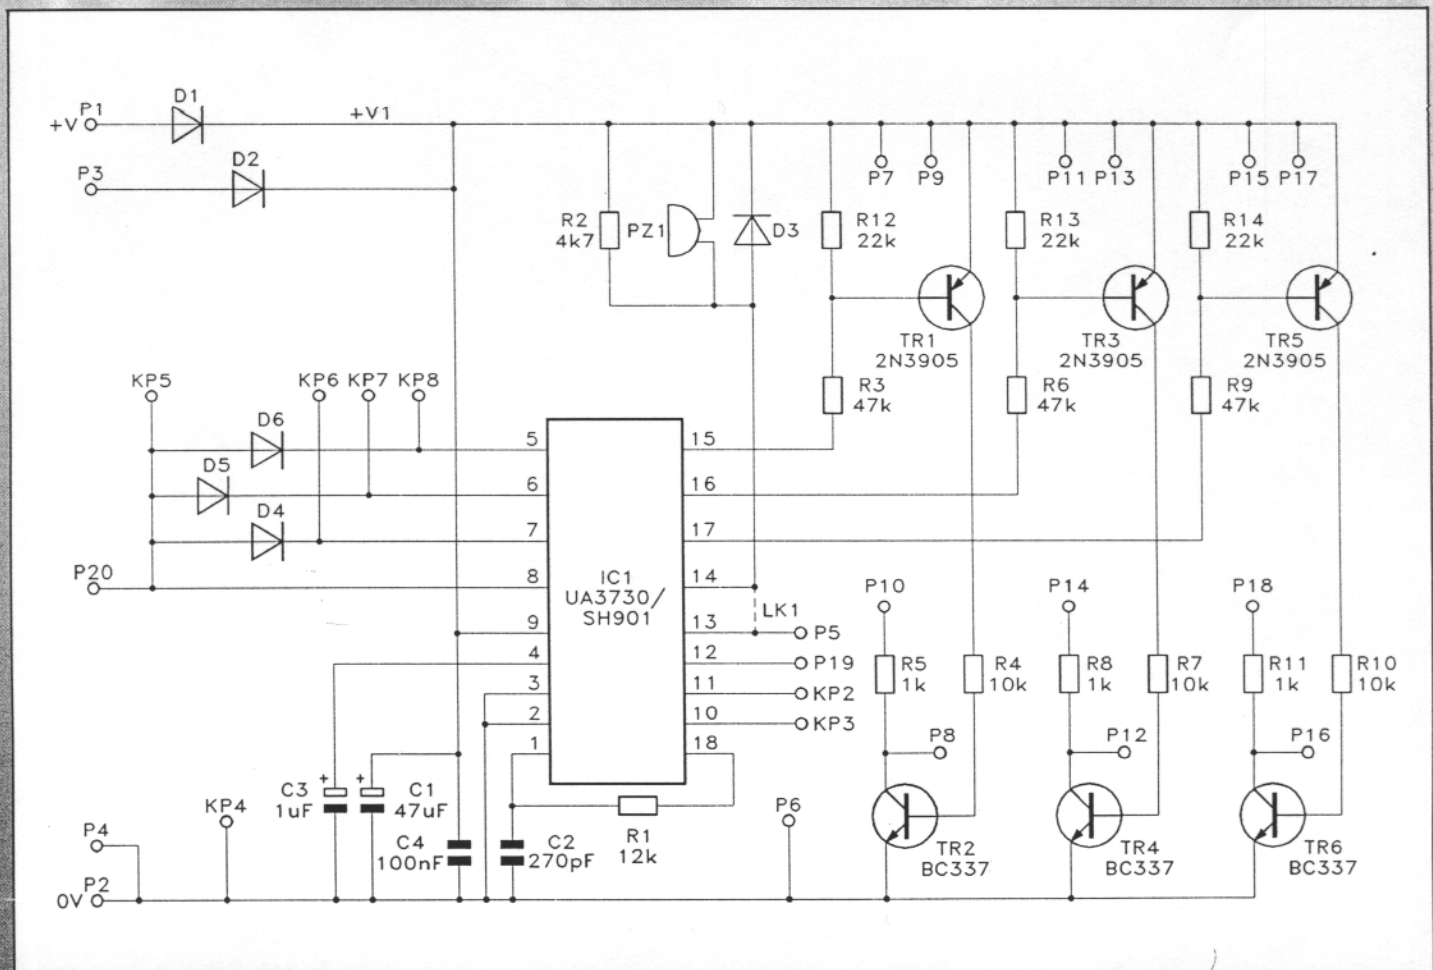 D1
P1
+V
+V1
D2
P3
P7 P9
P11 P13
P15 P17
R2
4k7
PZ1
D3
R12
22k
R13
22k
R14
22k
TR1
2N3905
TR3
2N3905
TR5
2N3905
KP5
KP6 KP7 KP8
R3
47k
R6
47k
R9
47k
D6
D5
D4
P20
5
6
7
8
9
4
3
2
1
IC1
UA3730/
SH901
15
16
17
14
13
12
11
10
18
LK1
P5
P19
KP2
KP3
P10
P14
P18
R5
1k
R4
10k
R8
1k
R7
10k
R11
1k
R10
10k
P8
P12
P16
+
C3
1uF
+
C1
47uF
KP4
P4
C4
100nF
C2
270pF
R1
12k
P6
TR2
BC337
TR4
BC337
TR6
BC337
P2
0V